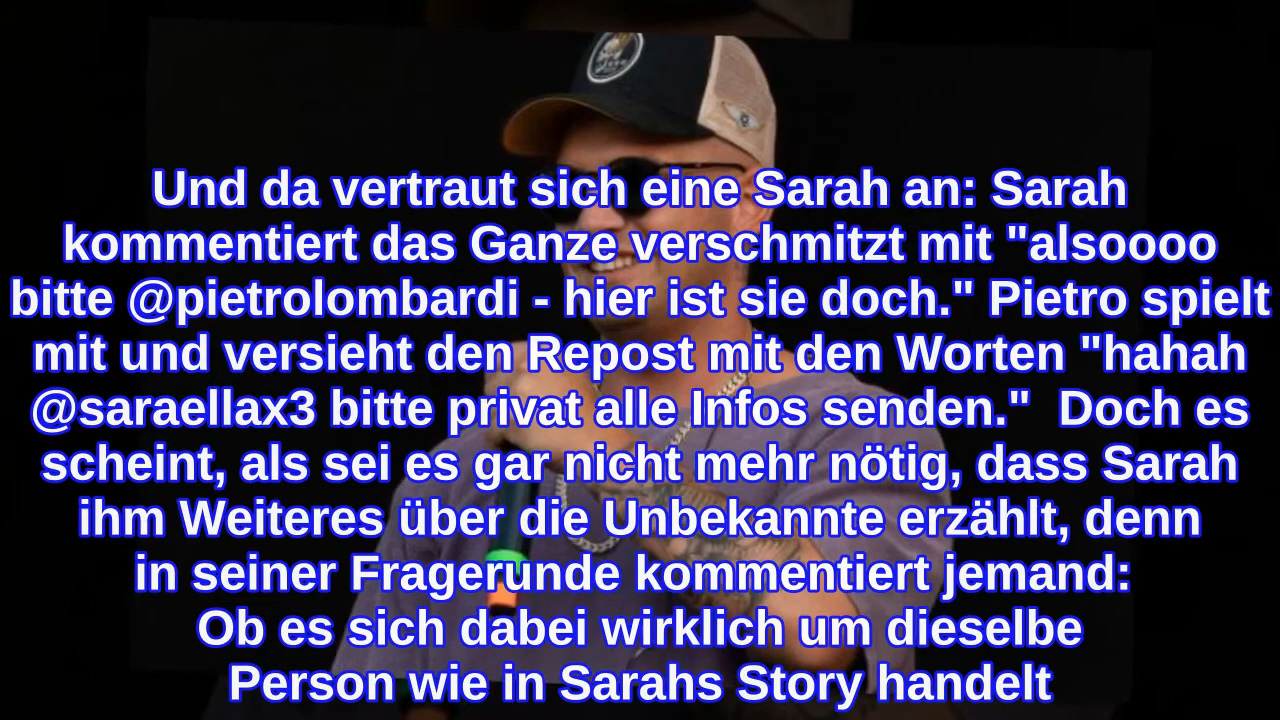 Und da vertraut sich eine Sarah an: Sarah
kommentiert das Ganze verschmitzt mit "alsoooo
bitte @pietrolombardi - hier ist sie doch." Pietro spielt
mit und versieht den Repost mit den Worten "hahah
@saraellax3 bitte privat alle Infos senden."  Doch es
scheint, als sei es gar nicht mehr nötig, dass Sarah
ihm Weiteres über die Unbekannte erzählt, denn
in seiner Fragerunde kommentiert jemand:
Ob es sich dabei wirklich um dieselbe
Person wie in Sarahs Story handelt